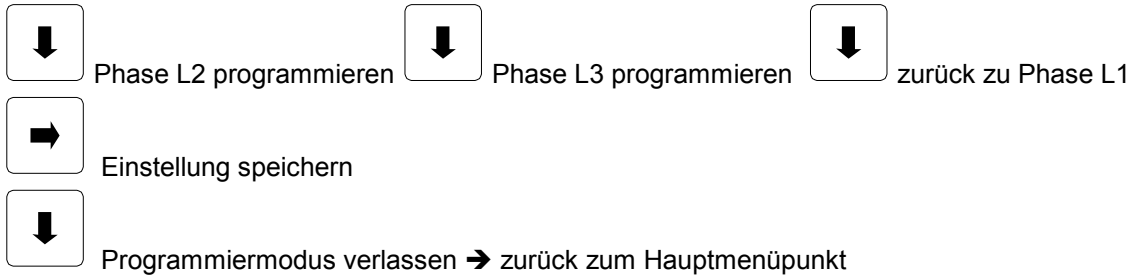 ⬇ Phase L2 programmieren ⬇ Phase L3 programmieren ⬇ zurück zu Phase L1
➡ Einstellung speichern
⬇ Programmiermodus verlassen ➔ zurück zum Hauptmenüpunkt